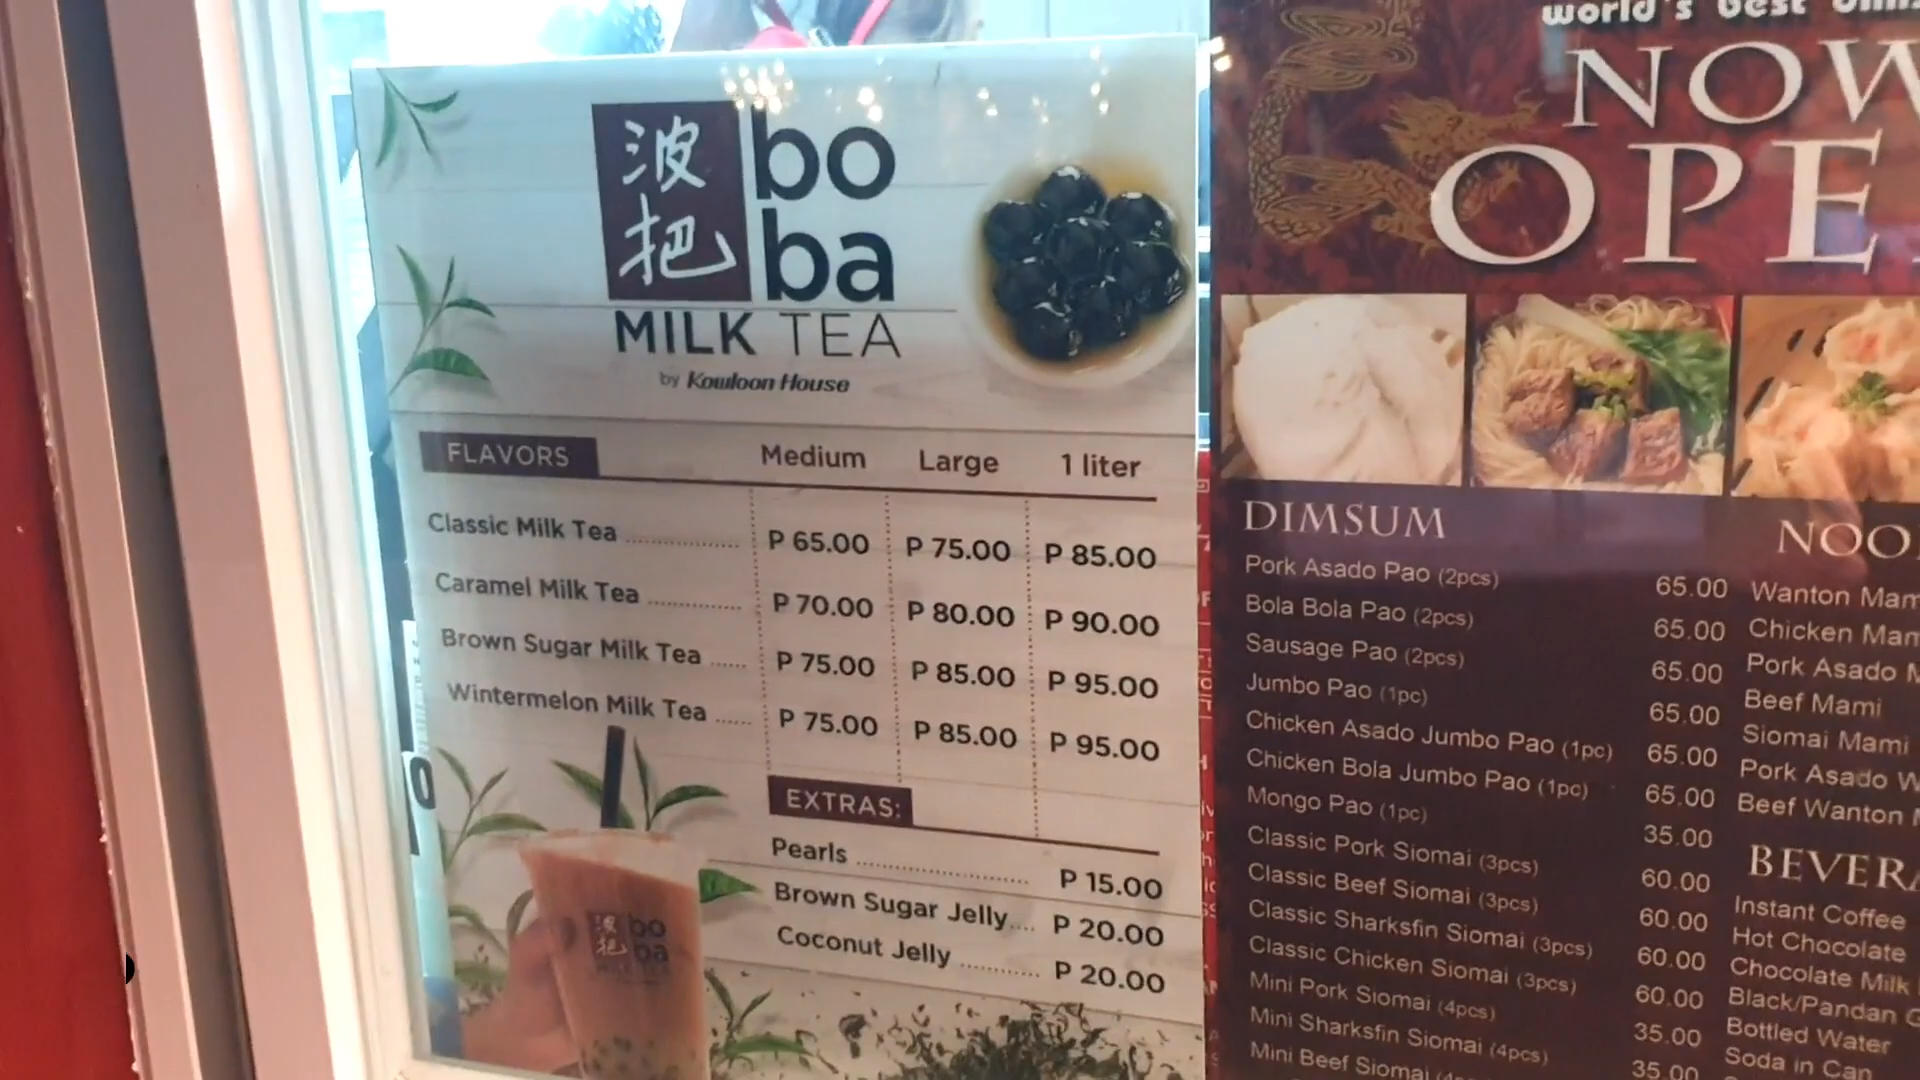 波把
bo
ba
MILK TEA
by Kowloon House
FLAVORS Medium Large 1 liter
Classic Milk Tea P 65.00 P 75.00 P 85.00
Caramel Milk Tea P 70.00 P 80.00 P 90.00
Brown Sugar Milk Tea P 75.00 P 85.00 P 95.00
Wintermelon Milk Tea P 75.00 P 85.00 P 95.00
EXTRAS:
Pearls P 15.00
Brown Sugar Jelly P 20.00
Coconut Jelly P 20.00
波把
bo
ba
MILK TEA
world's best
NOW
OPE
DIMSUM
Pork Asado Pao (2pcs) 65.00
Bola Bola Pao (2pcs) 65.00
Sausage Pao (2pcs) 65.00
Jumbo Pao (1pc) 65.00
Chicken Asado Jumbo Pao (1pc) 65.00
Chicken Bola Jumbo Pao (1pc) 65.00
Mongo Pao (1pc) 35.00
Classic Pork Siomai (3pcs) 60.00
Classic Beef Siomai (3pcs) 60.00
Classic Sharksfin Siomai (3pcs) 60.00
Classic Chicken Siomai (3pcs) 60.00
Mini Pork Siomai (4pcs) 35.00
Mini Sharksfin Siomai (4pcs) 35.00
Mini Beef Siomai
NOO
Wanton Mam
Chicken Mam
Pork Asado M
Beef Mami
Siomai Mami
Pork Asado W
Beef Wanton
BEVERA
Instant Coffee
Hot Chocolate
Chocolate Milk
Black/Pandan G
Bottled Water
Soda in Can